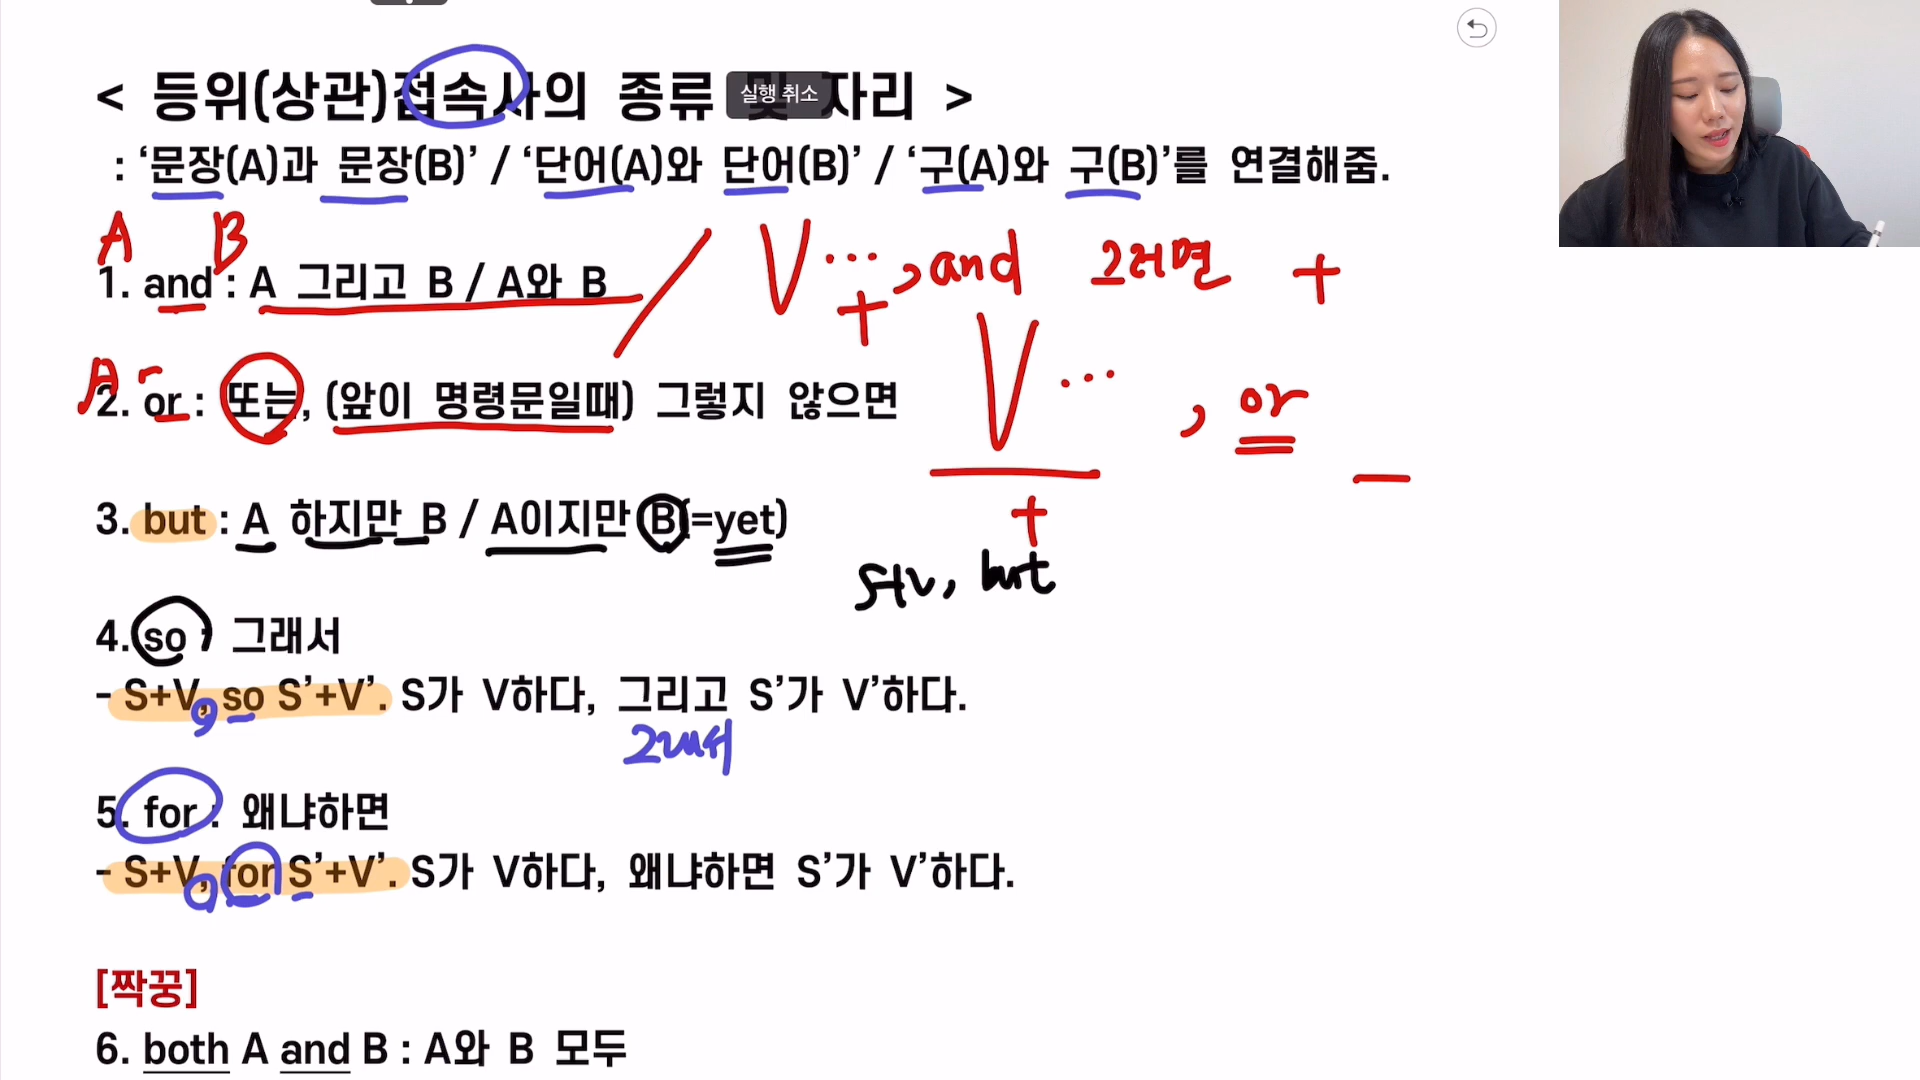 < 등위(상관)접속사의 종류 및 자리 >
실행 취소
: ‘문장(A)과 문장(B)’ / ‘단어(A)와 단어(B)’ / ‘구(A)와 구(B)’를 연결해줌.
A B
1. and : A 그리고 B / A와 B
V ... , and 그러면 +
+
A
2. or : 또는, (앞이 명령문일때) 그렇지 않으면
V ... , or
+ −
3. but : A 하지만 B / A이지만 B(=yet)
S+V, but
4. so : 그래서
- S+V, so S’+V’. S가 V하다, 그리고 S’가 V’하다.
그래서
5. for : 왜냐하면
- S+V, for S’+V’. S가 V하다, 왜냐하면 S’가 V’하다.
[짝꿍]
6. both A and B : A와 B 모두